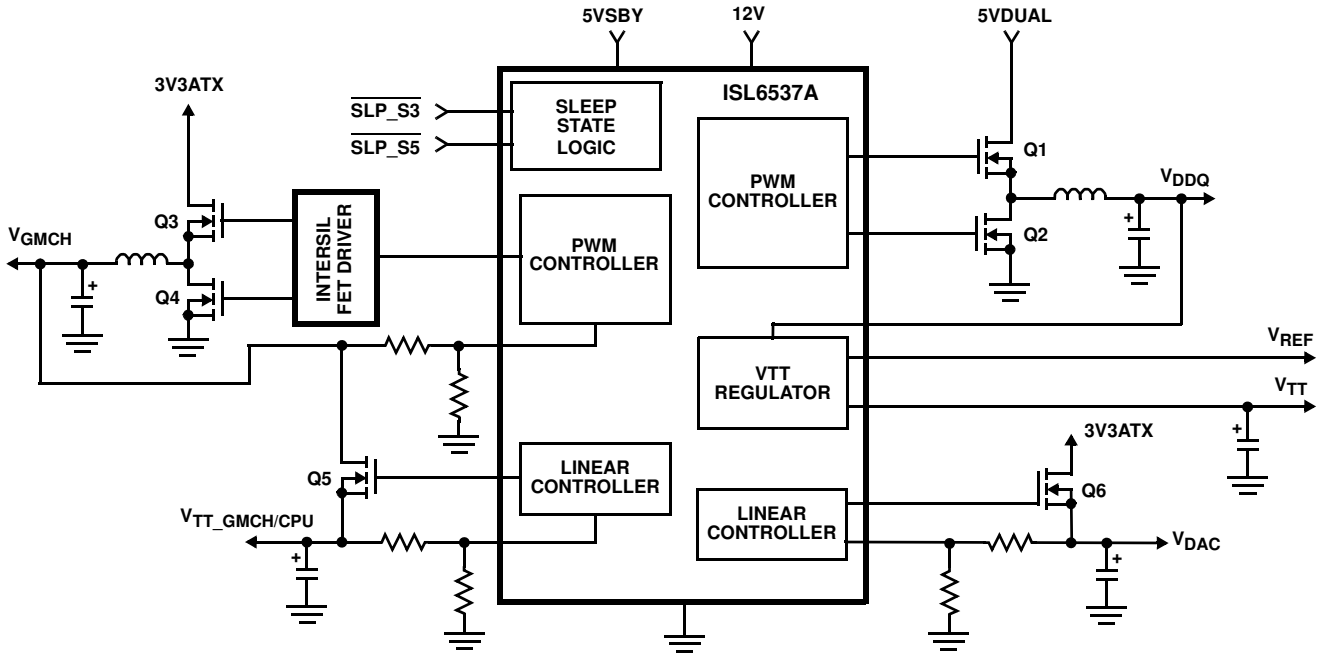 5VSBY
12V
5VDUAL
3V3ATX
SLP_S3
SLP_S5
SLEEP
STATE
LOGIC
ISL6537A
Q1
PWM
CONTROLLER
VDDQ
+
Q2
Q3
VGMCH
INTERSIL
FET DRIVER
PWM
CONTROLLER
+
Q4
VREF
VTT
REGULATOR
VTT
+
3V3ATX
Q5
LINEAR
CONTROLLER
Q6
LINEAR
CONTROLLER
VTT_GMCH/CPU
+
VDAC
+